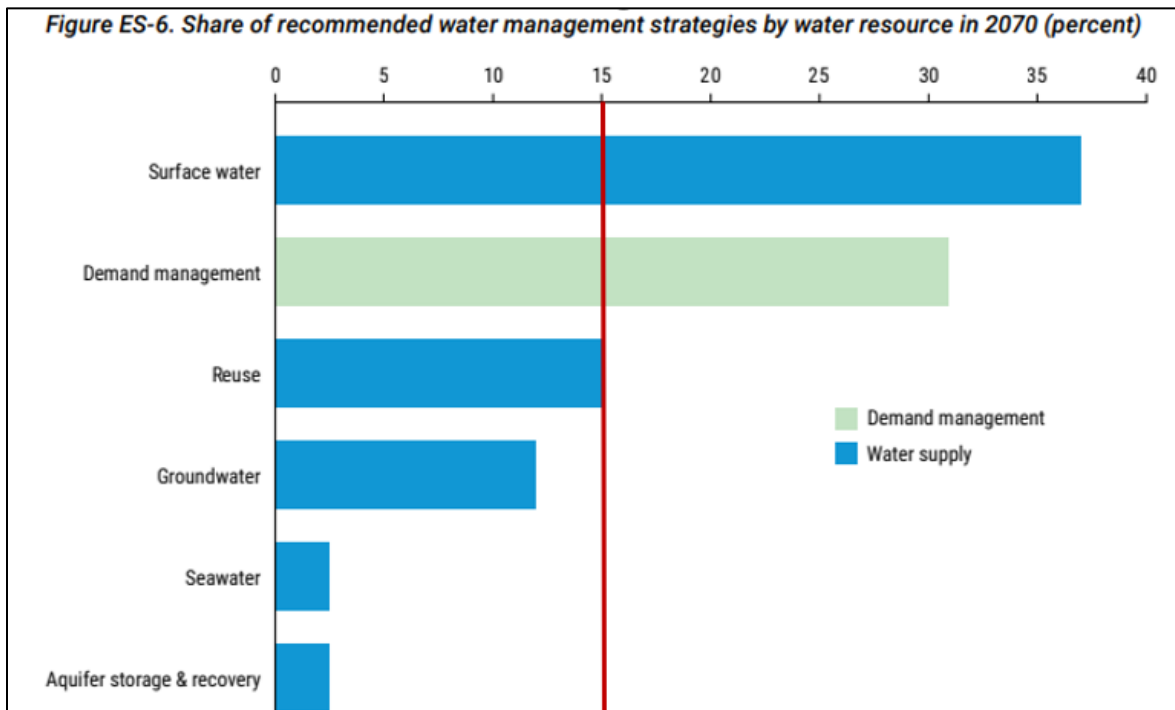 Figure ES-6. Share of recommended water management strategies by water resource in 2070 (percent)
0 5 10 15 20 25 30 35 40
Surface water
Demand management
Reuse
Groundwater
Seawater
Aquifer storage & recovery
Demand management
Water supply